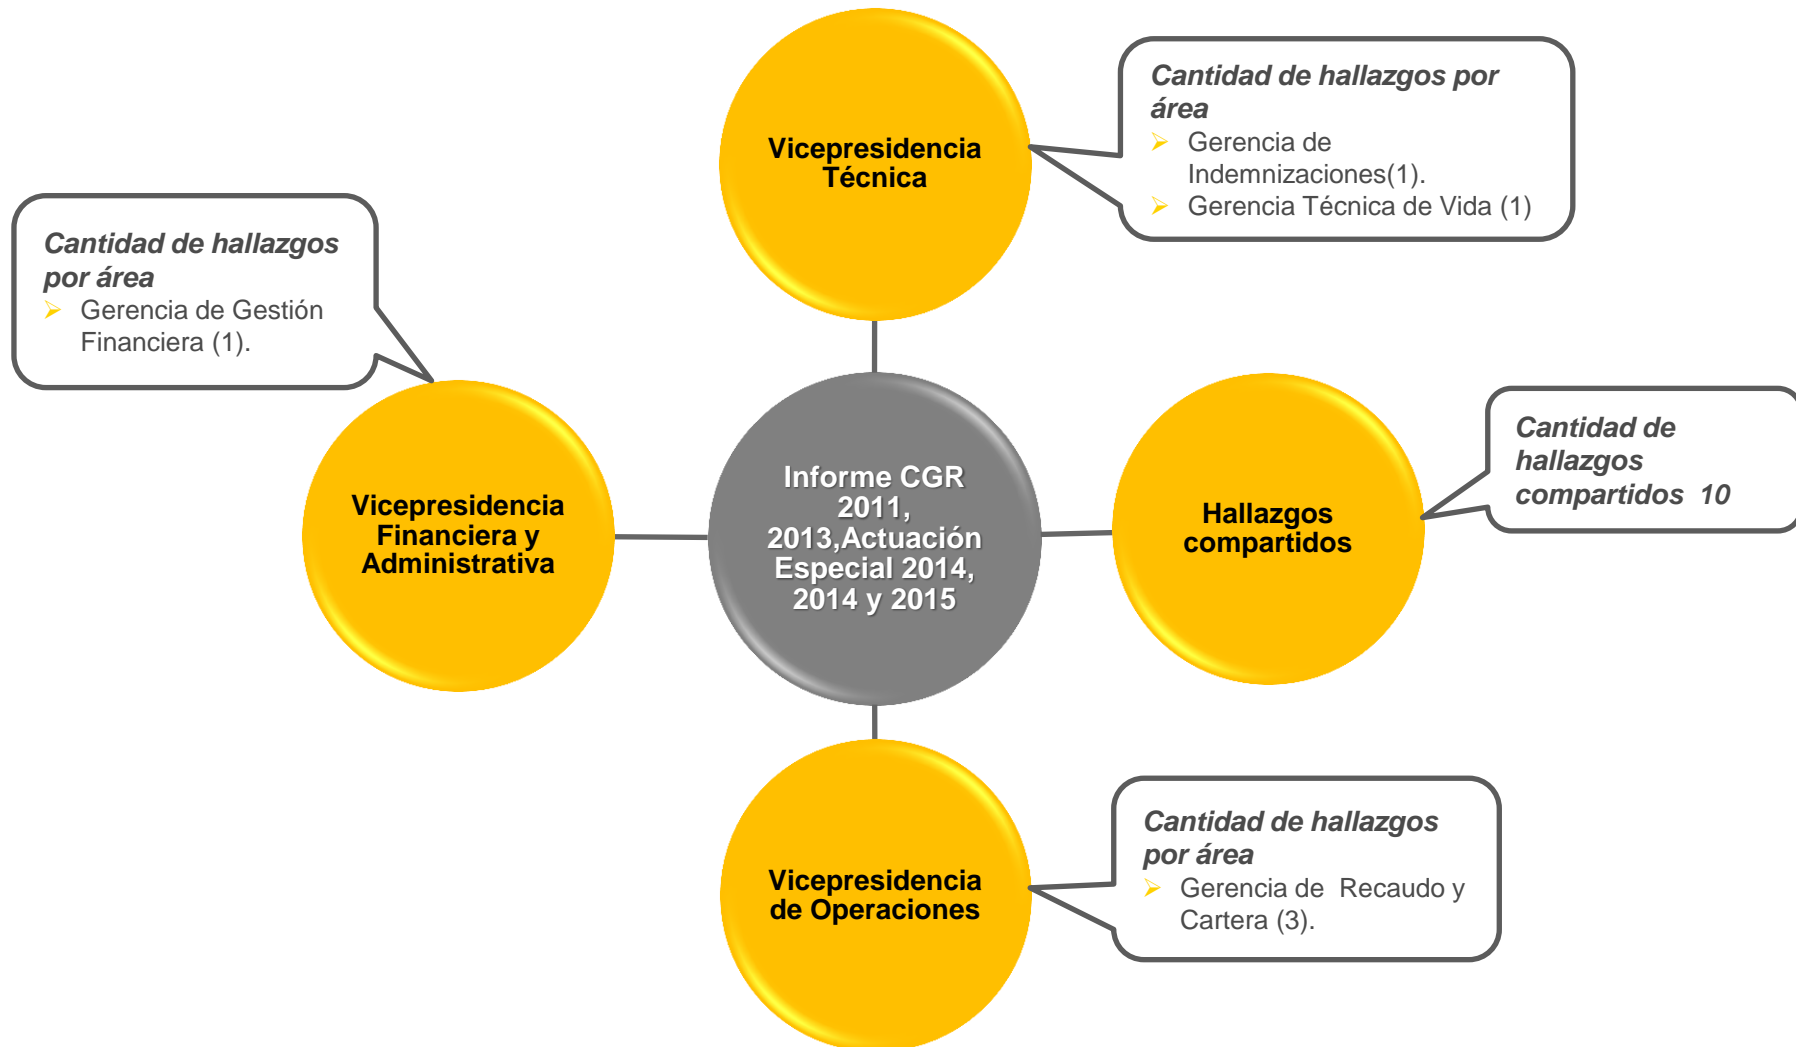 Vicepresidencia
Técnica
Cantidad de hallazgos por
área
Gerencia de
Indemnizaciones(1).
Gerencia Técnica de Vida (1)
Cantidad de hallazgos
por área
Gerencia de Gestión
Financiera (1).
Vicepresidencia
Financiera y
Administrativa
Informe CGR
2011,
2013,Actuación
Especial 2014,
2014 y 2015
Hallazgos
compartidos
Cantidad de
hallazgos
compartidos 10
Vicepresidencia
de Operaciones
Cantidad de hallazgos
por área
Gerencia de Recaudo y
Cartera (3).